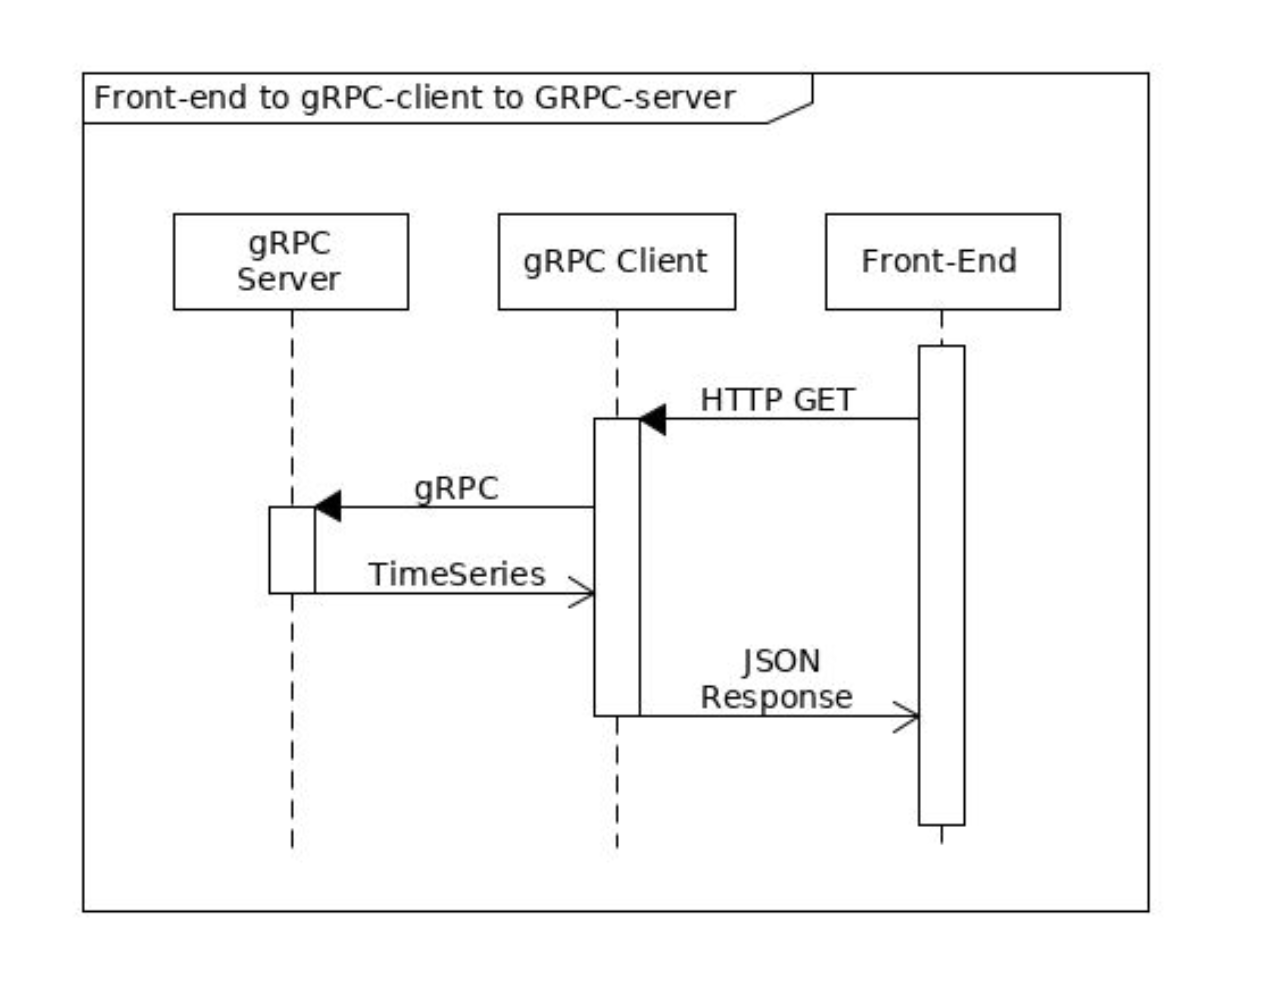 Front-end to gRPC-client to GRPC-server
gRPC
Server
gRPC Client
Front-End
HTTP GET
gRPC
TimeSeries
JSON
Response